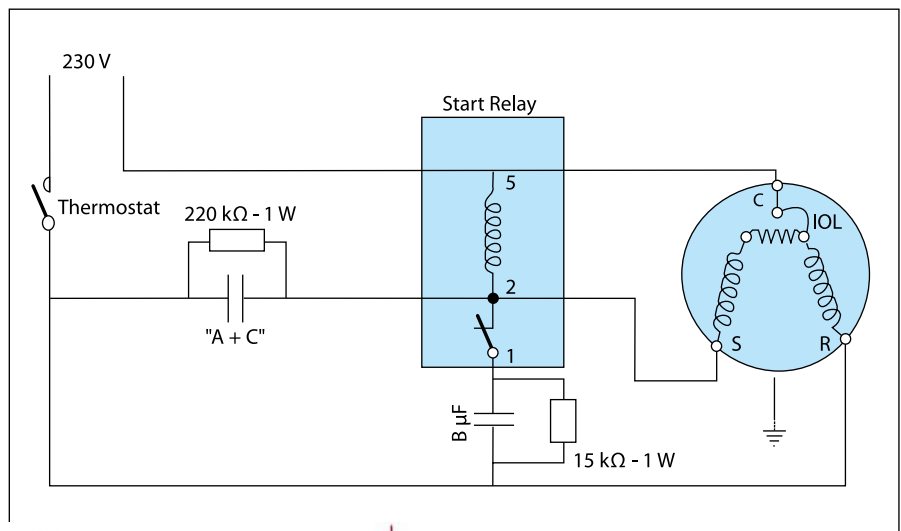 230 V
Start Relay
5
C
IOL
Thermostat
220 kΩ - 1 W
2
"A + C"
S
R
1
B µF
15 kΩ - 1 W